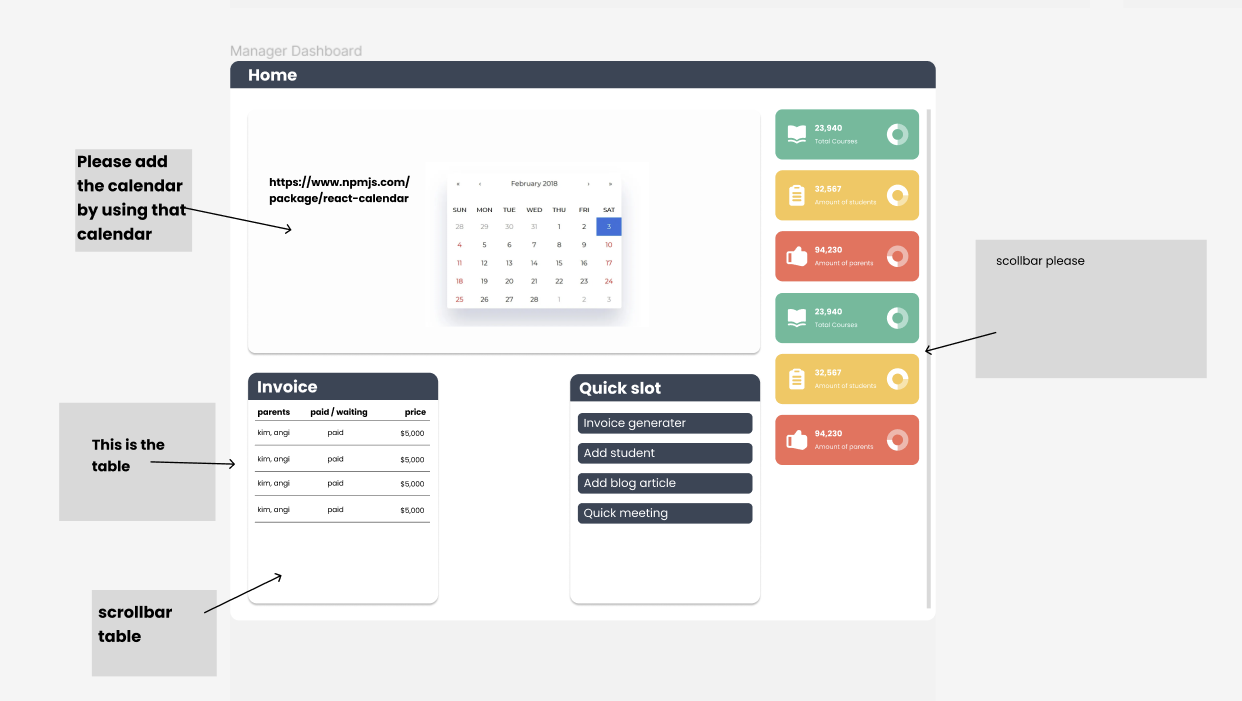 Manager Dashboard
Home
Please add
the calendar
by using that
calendar
https://www.npmjs.com/
package/react-calendar
« ‹ February 2018 › »
SUN MON TUE WED THU FRI SAT
28 29 30 31 1 2 3
4 5 6 7 8 9 10
11 12 13 14 15 16 17
18 19 20 21 22 23 24
25 26 27 28 1 2 3
23,940
Total Courses
32,567
Amount of students
94,230
Amount of parents
23,940
Total Courses
32,567
Amount of students
94,230
Amount of parents
scollbar please
Invoice
parents paid / waiting price
kim, angi paid $5,000
kim, angi paid $5,000
kim, angi paid $5,000
kim, angi paid $5,000
Quick slot
Invoice generater
Add student
Add blog article
Quick meeting
This is the
table
scrollbar
table